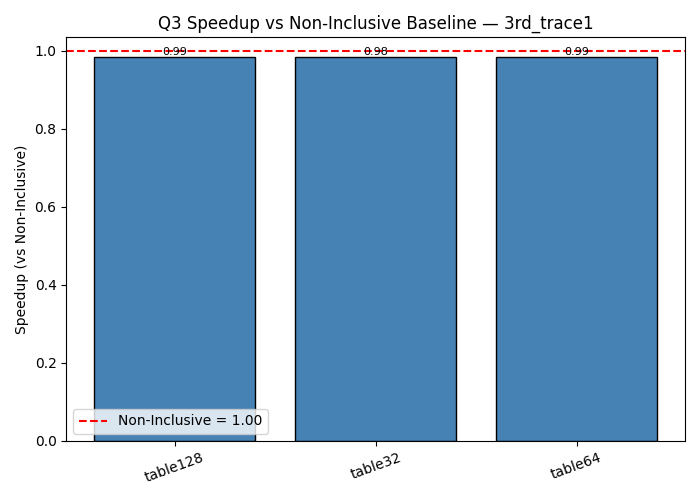 Q3 Speedup vs Non-Inclusive Baseline — 3rd_trace1
Speedup (vs Non-Inclusive)
1.0
0.8
0.6
0.4
0.2
0.0
0.99
0.98
0.99
Non-Inclusive = 1.00
table128
table32
table64